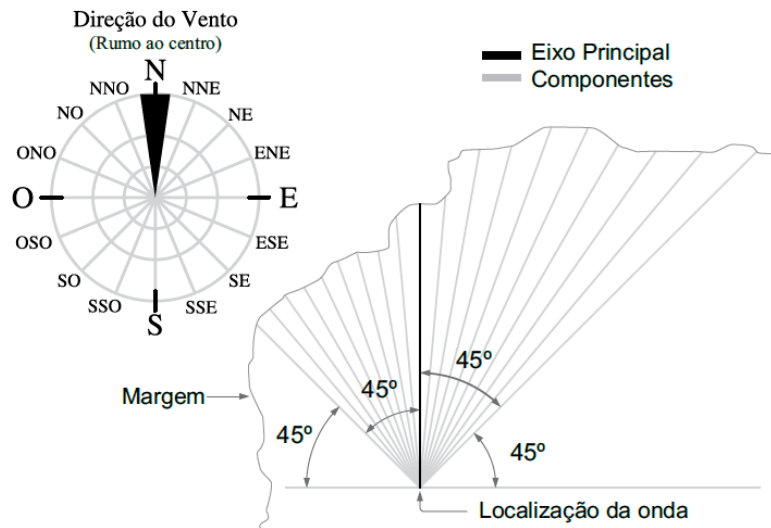 Direção do Vento
(Rumo ao centro)
N
NNO
NNE
NO
NE
ONO
ENE
O
E
OSO
ESE
SO
SE
SSO
SSE
S
Eixo Principal
Componentes
45º
45º
45º
45º
Margem
Localização da onda